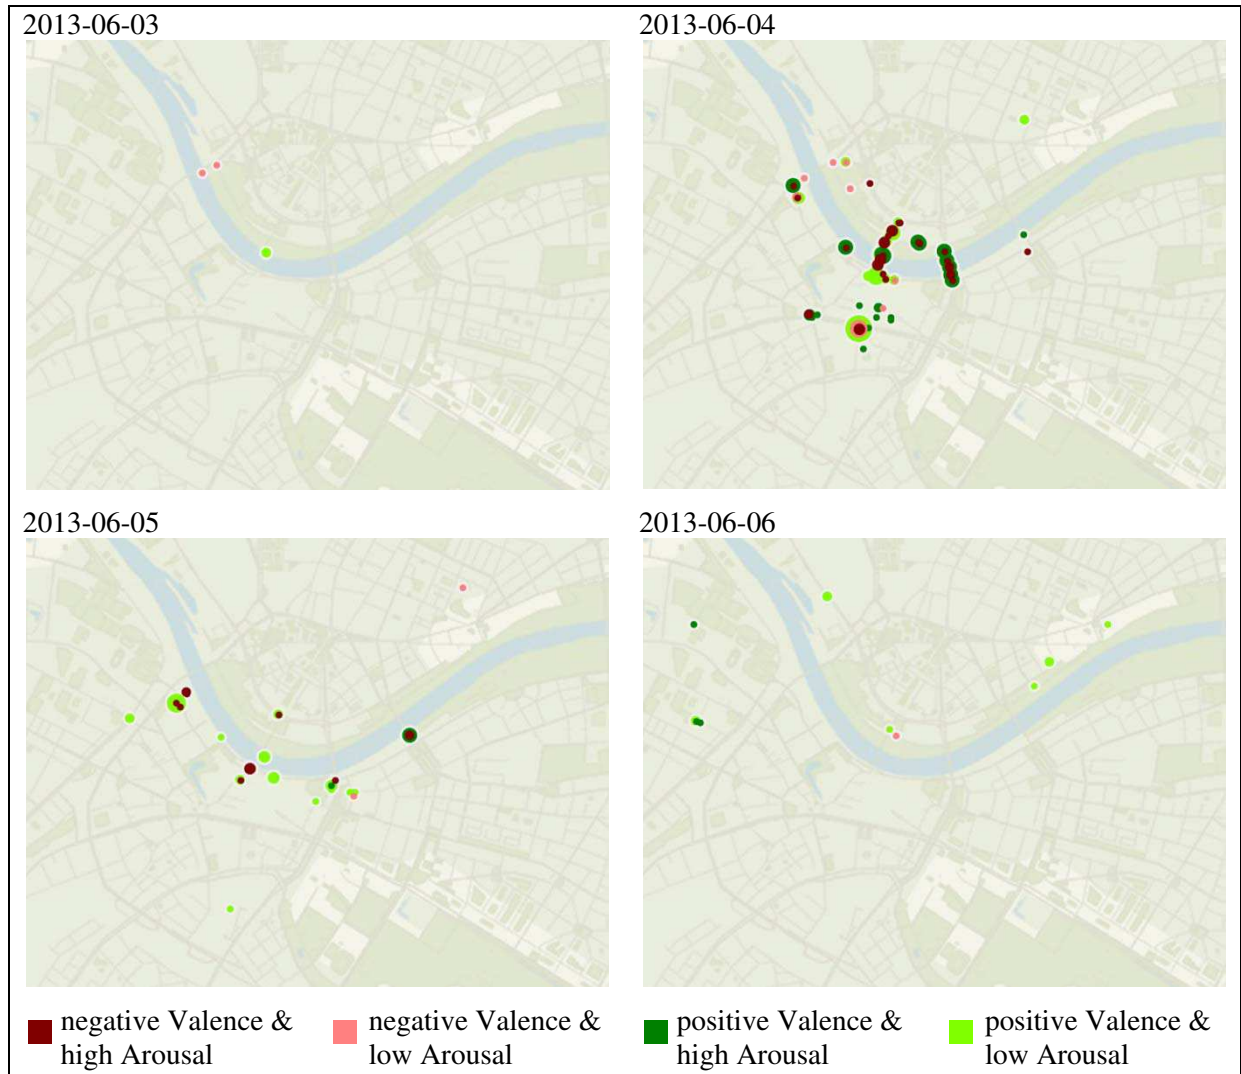 2013-06-03
2013-06-04
2013-06-05
2013-06-06
negative Valence &
high Arousal
negative Valence &
low Arousal
positive Valence &
high Arousal
positive Valence &
low Arousal